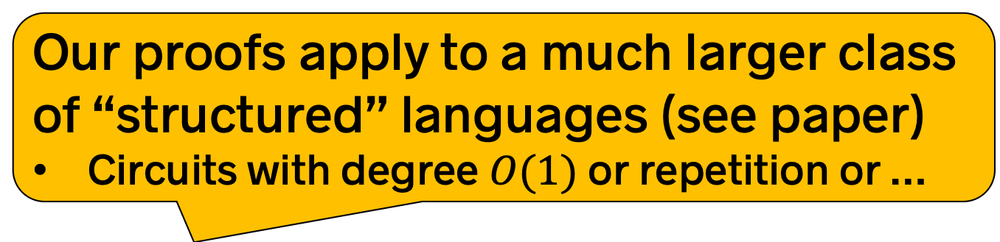 Our proofs apply to a much larger class
of “structured” languages (see paper)
• Circuits with degree O(1) or repetition or ...